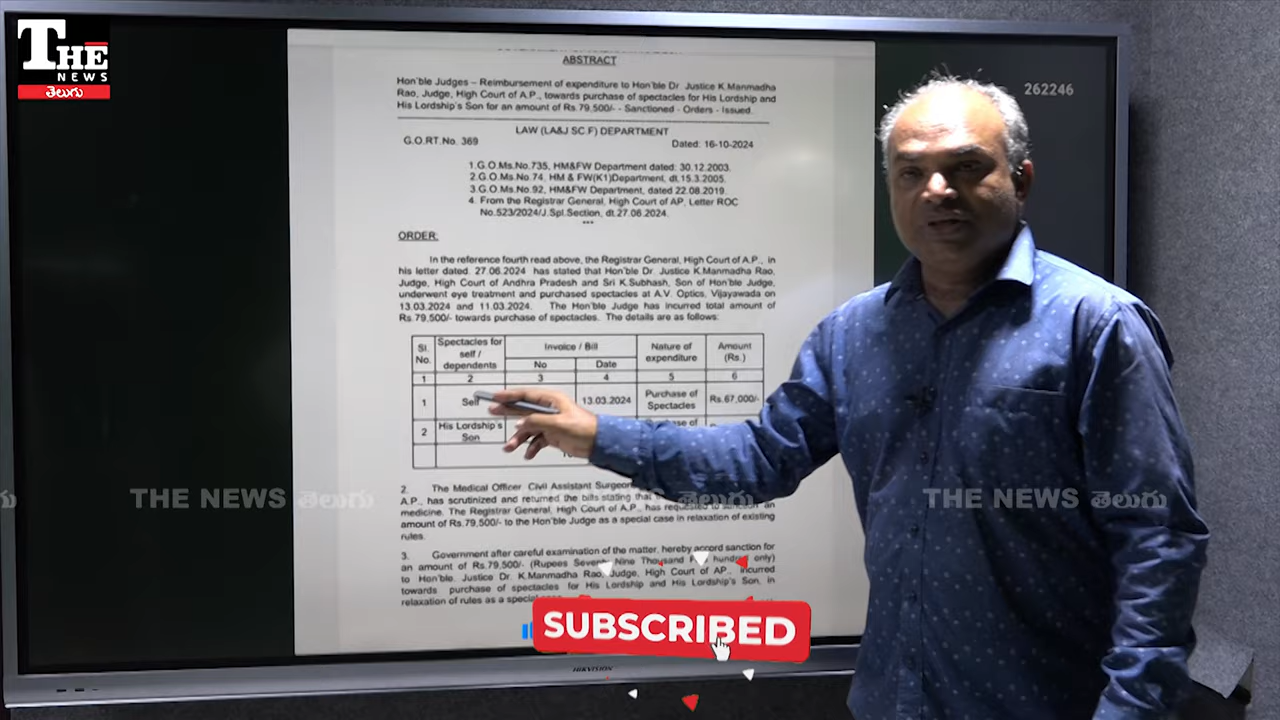 THE
NEWS
తెలుగు
262246
ABSTRACT
Hon'ble Judges – Reimbursement of expenditure to Hon'ble Dr. Justice K.Manmadha
Rao, Judge, High Court of A.P., towards purchase of spectacles for His Lordship and
His Lordship's Son for an amount of Rs.79,500/- - Sanctioned - Orders - Issued.
LAW (LA&J SC.F) DEPARTMENT
G.O.RT.No. 369 Dated: 16-10-2024
1.G.O.Ms.No.735, HM&FW Department dated: 30.12.2003.
2.G.O.Ms.No.74, HM & FW(K1)Department, dt.15.3.2005.
3.G.O.Ms.No.92, HM&FW Department, dated 22.08.2019.
4. From the Registrar General, High Court of AP, Letter ROC
No.523/2024/J.Spl.Section, dt.27.06.2024.
***
ORDER:
In the reference fourth read above, the Registrar General, High Court of A.P., in
his letter dated. 27.06.2024 has stated that Hon'ble Dr. Justice K.Manmadha Rao,
Judge, High Court of Andhra Pradesh and Sri K.Subhash, Son of Hon'ble Judge,
underwent eye treatment and purchased spectacles at A.V. Optics, Vijayawada on
13.03.2024 and 11.03.2024. The Hon'ble Judge has incurred total amount of
Rs.79,500/- towards purchase of spectacles. The details are as follows:
Sl. No. Spectacles for self / dependents Invoice / Bill Nature of expenditure Amount (Rs.)
No Date
1 2 3 4 5 6
1 Self 13.03.2024 Purchase of Spectacles Rs.67,000/-
2 His Lordship's Son
2. The Medical Officer Civil Assistant Surgeon
A.P., has scrutinized and returned the bills stating that
medicine. The Registrar General, High Court of A.P., has requested to sanction an
amount of Rs.79,500/- to the Hon'ble Judge as a special case in relaxation of existing
rules.
3. Government after careful examination of the matter, hereby accord sanction for
an amount of Rs.79,500/- (Rupees Seventy Nine Thousand Five hundred only)
to Hon'ble. Justice Dr. K.Manmadha Rao, Judge, High Court of AP., incurred
towards purchase of spectacles for His Lordship and His Lordship's Son, in
relaxation of rules as a special
THE NEWS తెలుగు
THE NEWS తెలుగు
SUBSCRIBED
HIKVISION